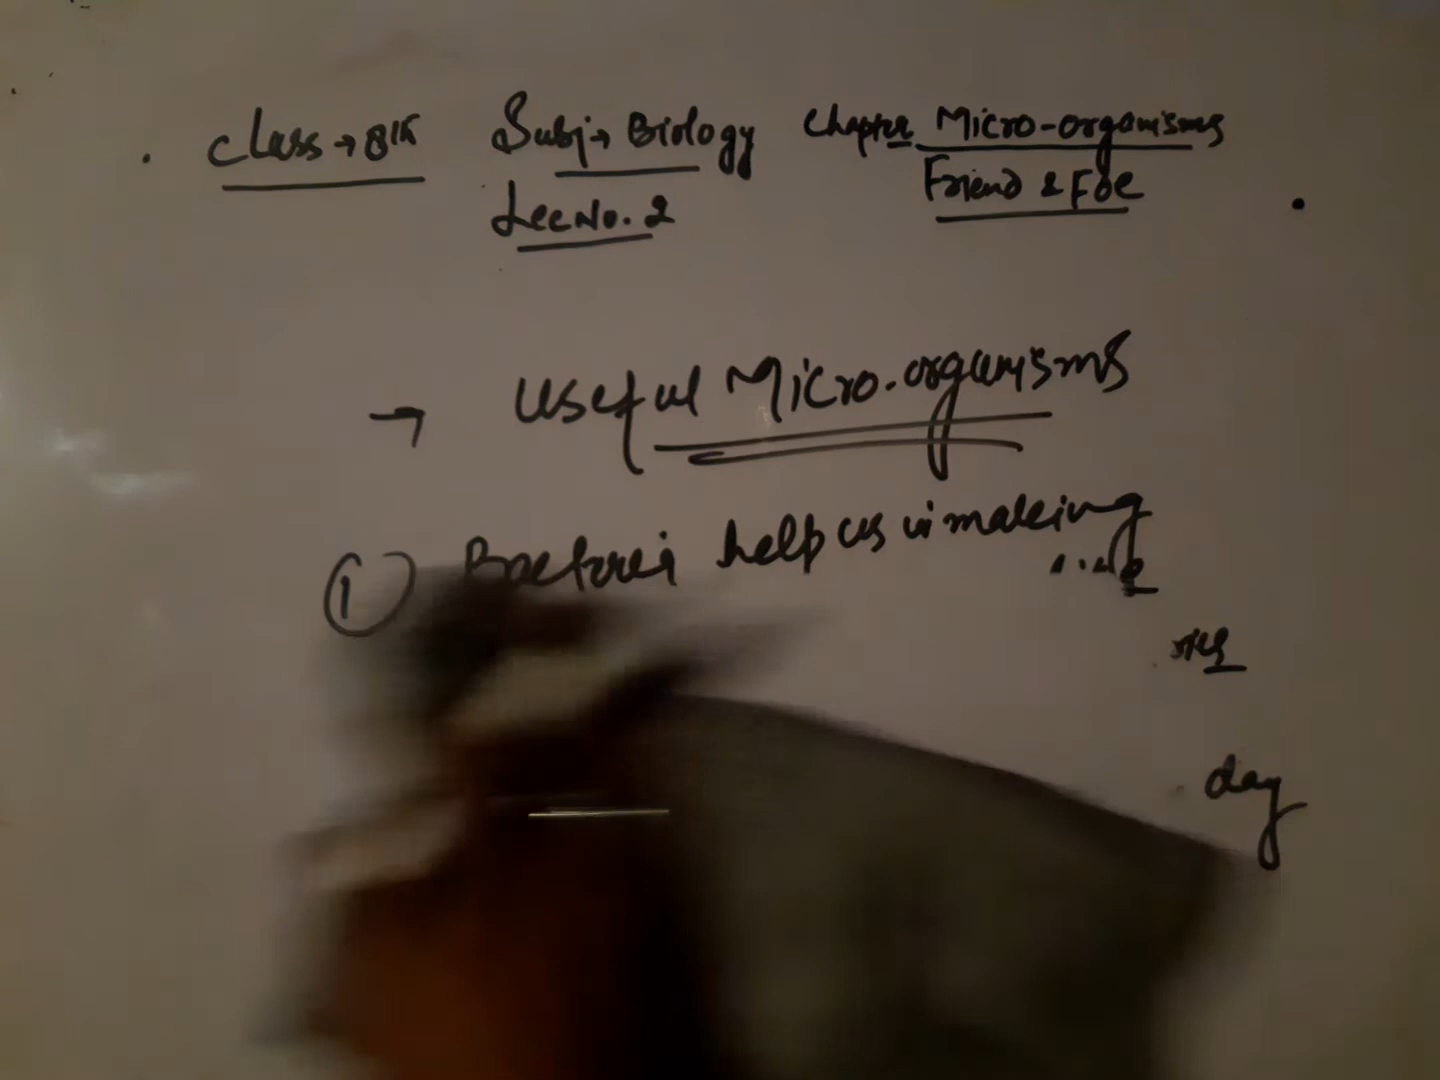 Class → 8th Subj → Biology Chapter Micro-organisms
Lec No. 2 Friend & Foe
→ Useful Micro-organisms
① Bacteria help us in making
day